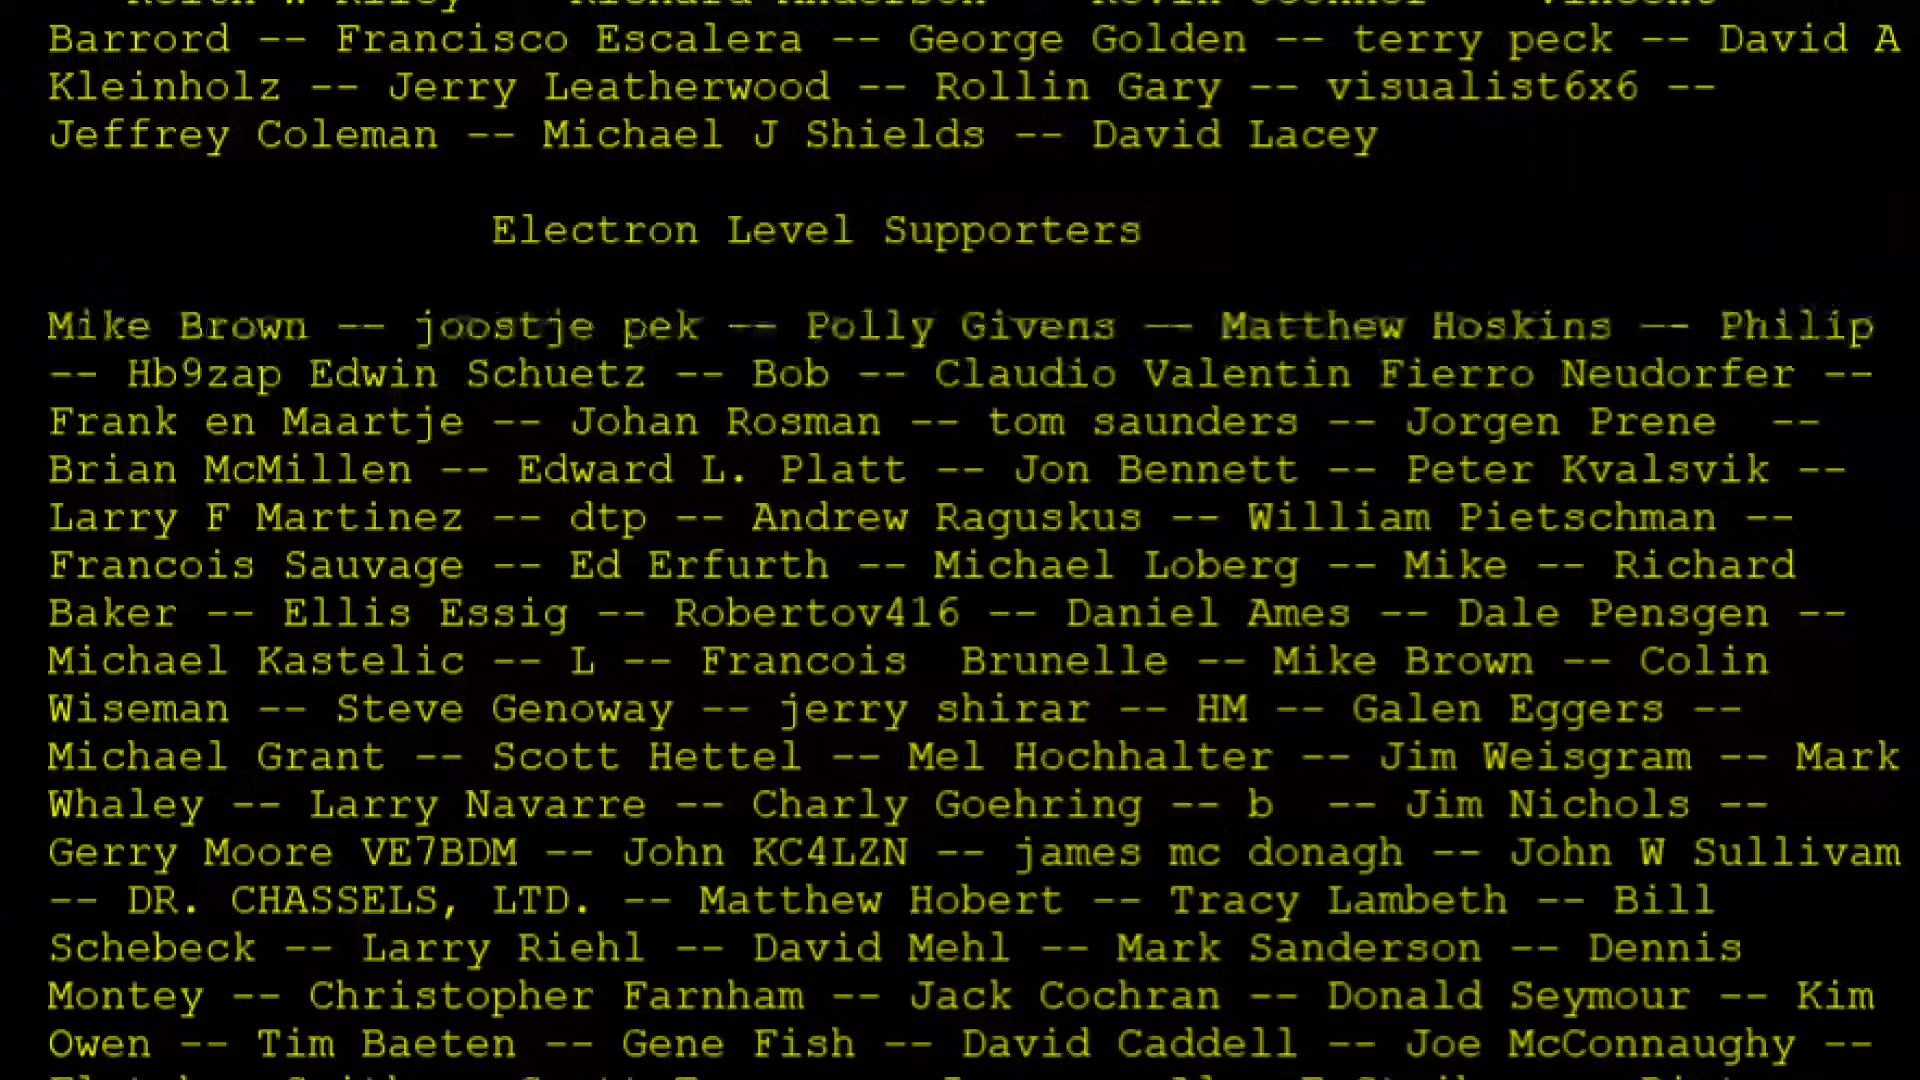 Barrord -- Francisco Escalera -- George Golden -- terry peck -- David A
Kleinholz -- Jerry Leatherwood -- Rollin Gary -- visualist6x6 --
Jeffrey Coleman -- Michael J Shields -- David Lacey
Electron Level Supporters
Mike Brown -- joostje pek -- Polly Givens -- Matthew Hoskins -- Philip
-- Hb9zap Edwin Schuetz -- Bob -- Claudio Valentin Fierro Neudorfer --
Frank en Maartje -- Johan Rosman -- tom saunders -- Jorgen Prene  --
Brian McMillen -- Edward L. Platt -- Jon Bennett -- Peter Kvalsvik --
Larry F Martinez -- dtp -- Andrew Raguskus -- William Pietschman --
Francois Sauvage -- Ed Erfurth -- Michael Loberg -- Mike -- Richard
Baker -- Ellis Essig -- Robertov416 -- Daniel Ames -- Dale Pensgen --
Michael Kastelic -- L -- Francois  Brunelle -- Mike Brown -- Colin
Wiseman -- Steve Genoway -- jerry shirar -- HM -- Galen Eggers --
Michael Grant -- Scott Hettel -- Mel Hochhalter -- Jim Weisgram -- Mark
Whaley -- Larry Navarre -- Charly Goehring -- b  -- Jim Nichols --
Gerry Moore VE7BDM -- John KC4LZN -- james mc donagh -- John W Sullivam
-- DR. CHASSELS, LTD. -- Matthew Hobert -- Tracy Lambeth -- Bill
Schebeck -- Larry Riehl -- David Mehl -- Mark Sanderson -- Dennis
Montey -- Christopher Farnham -- Jack Cochran -- Donald Seymour -- Kim
Owen -- Tim Baeten -- Gene Fish -- David Caddell -- Joe McConnaughy --